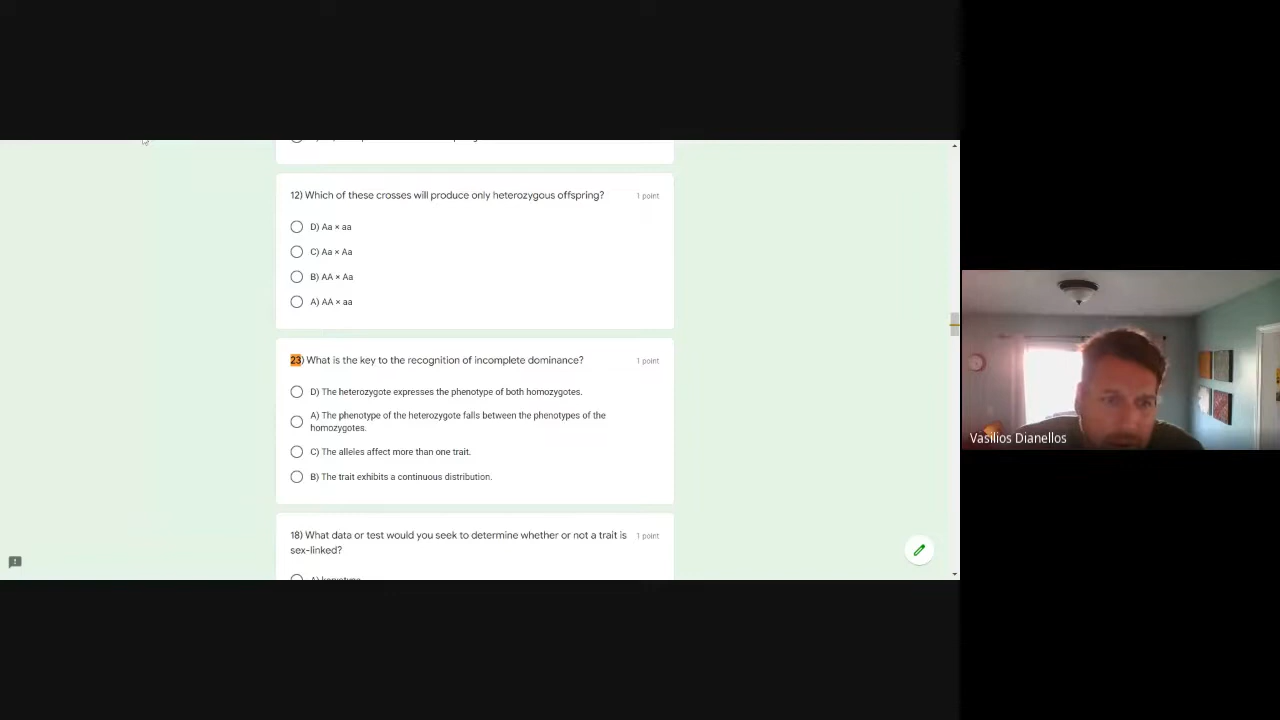 12) Which of these crosses will produce only heterozygous offspring? 1 point
D) Aa × aa
C) Aa × Aa
B) AA × Aa
A) AA × aa
23) What is the key to the recognition of incomplete dominance? 1 point
D) The heterozygote expresses the phenotype of both homozygotes.
A) The phenotype of the heterozygote falls between the phenotypes of the
homozygotes.
C) The alleles affect more than one trait.
B) The trait exhibits a continuous distribution.
18) What data or test would you seek to determine whether or not a trait is 1 point
sex-linked?
Vasilios Dianellos